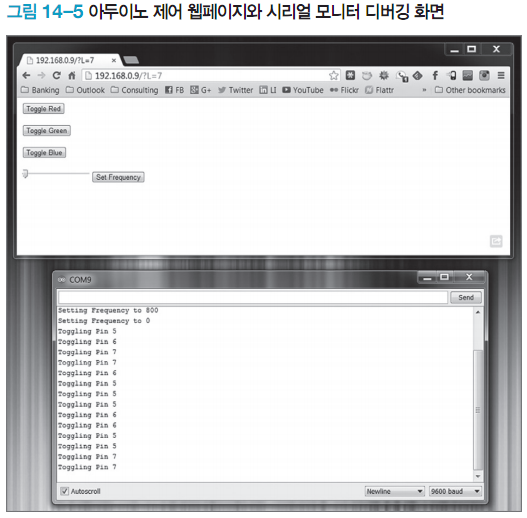 그림 14-5 아두이노 제어 웹페이지와 시리얼 모니터 디버깅 화면
192.168.0.9/?L=7
192.168.0.9/?L=7
Banking Outlook Consulting FB G+ Twitter LI YouTube Flickr Flattr » Other bookmarks
Toggle Red
Toggle Green
Toggle Blue
Set Frequency
COM9
Send
Setting Frequency to 800
Setting Frequency to 0
Toggling Pin 5
Toggling Pin 6
Toggling Pin 7
Toggling Pin 7
Toggling Pin 6
Toggling Pin 5
Toggling Pin 5
Toggling Pin 5
Toggling Pin 6
Toggling Pin 6
Toggling Pin 5
Toggling Pin 5
Toggling Pin 7
Toggling Pin 7
Autoscroll Newline 9600 baud